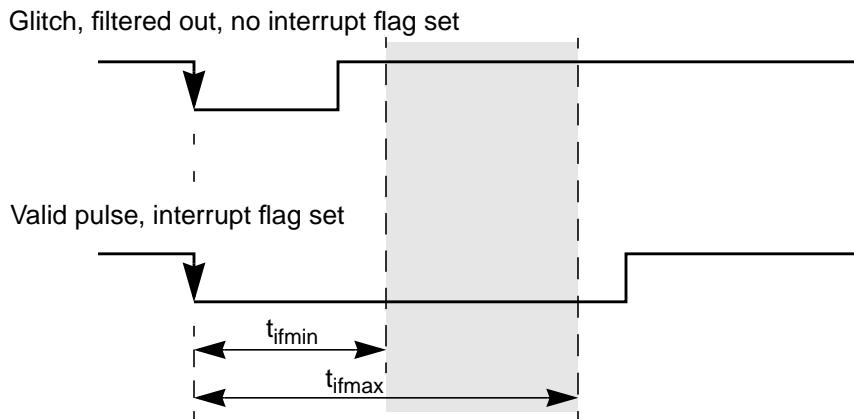 Glitch, filtered out, no interrupt flag set
Valid pulse, interrupt flag set
tifmin
tifmax